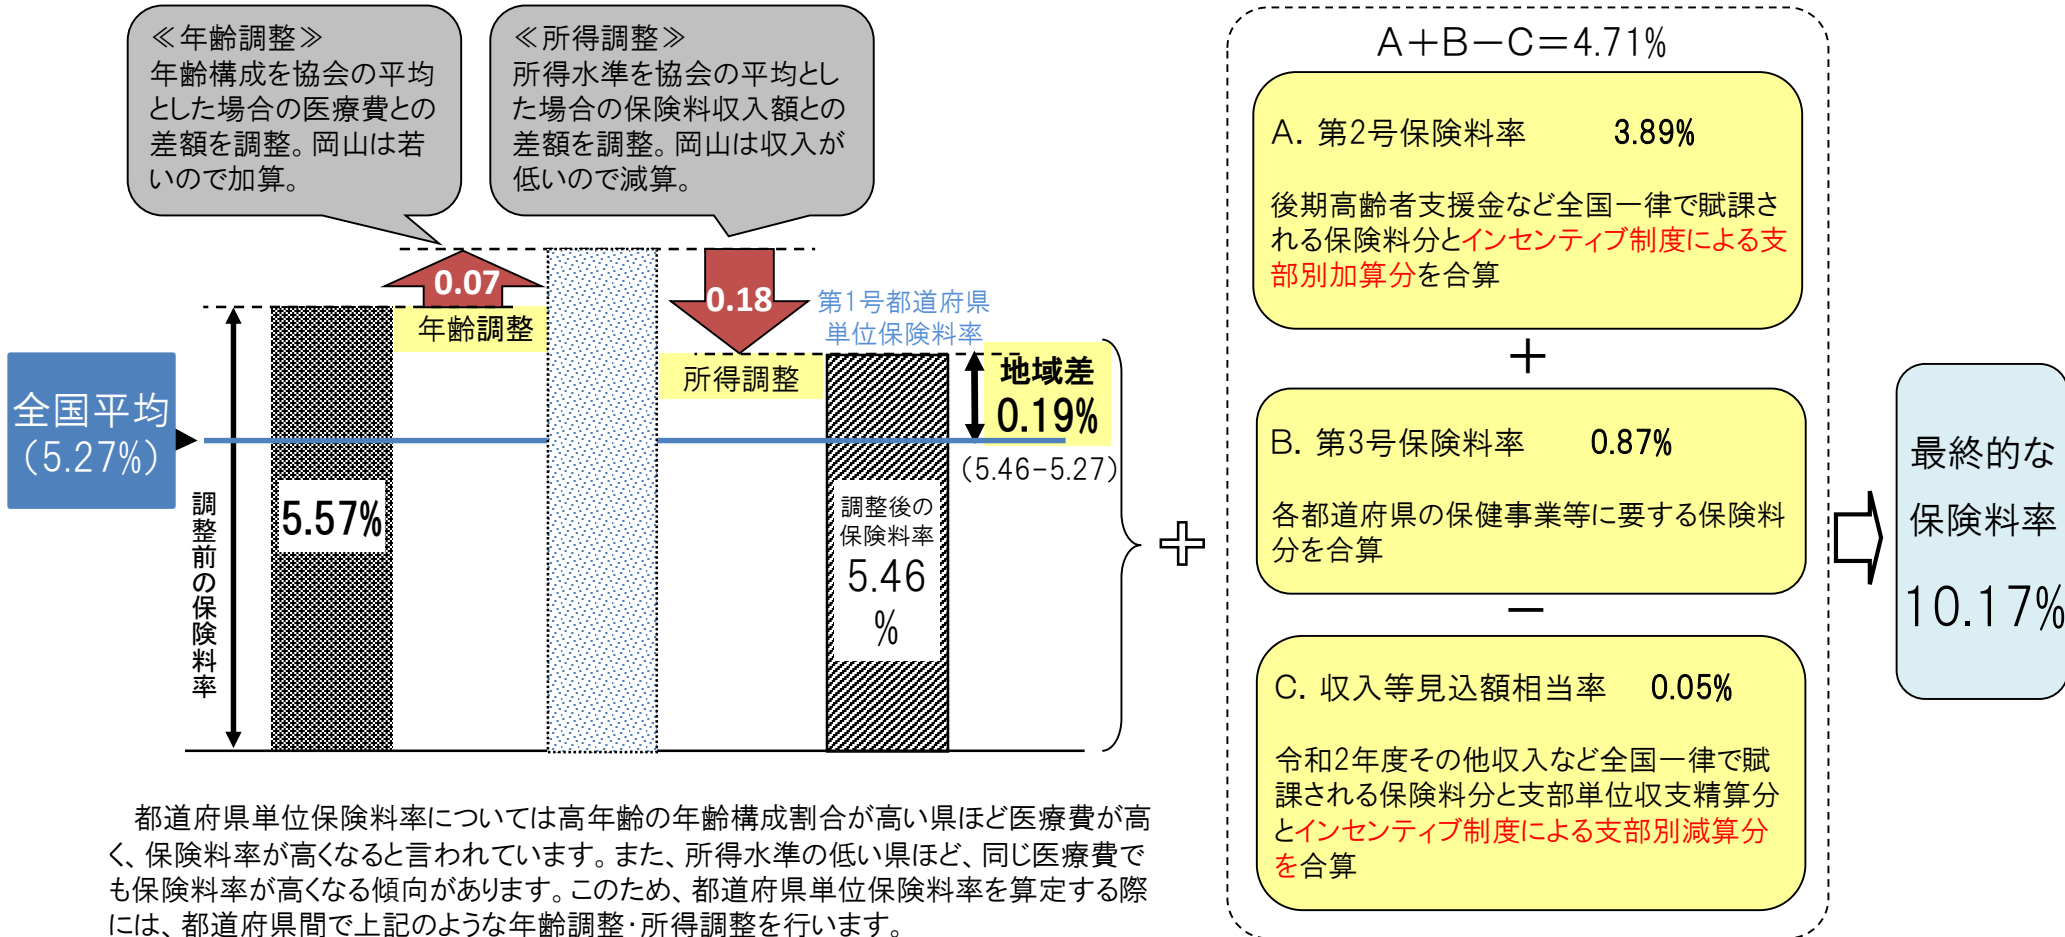 ≪年齢調整≫
年齢構成を協会の平均
とした場合の医療費との
差額を調整。岡山は若
いので加算。
≪所得調整≫
所得水準を協会の平均とし
た場合の保険料収入額との
差額を調整。岡山は収入が
低いので減算。
0.07
年齢調整
0.18
所得調整
第1号都道府県
単位保険料率
地域差
0.19%
(5.46-5.27)
全国平均
(5.27%)
調整前の保険料率
5.57%
調整後の
保険料率
5.46
%
+
A+B-C=4.71%
A. 第2号保険料率 3.89%
後期高齢者支援金など全国一律で賦課さ
れる保険料分とインセンティブ制度による支
部別加算分を合算
+
B. 第3号保険料率 0.87%
各都道府県の保健事業等に要する保険料
分を合算
-
C. 収入等見込額相当率 0.05%
令和2年度その他収入など全国一律で賦
課される保険料分と支部単位収支精算分
とインセンティブ制度による支部別減算分
を合算
最終的な
保険料率
10.17%
都道府県単位保険料率については高年齢の年齢構成割合が高い県ほど医療費が高
く、保険料率が高くなると言われています。また、所得水準の低い県ほど、同じ医療費で
も保険料率が高くなる傾向があります。このため、都道府県単位保険料率を算定する際
には、都道府県間で上記のような年齢調整・所得調整を行います。